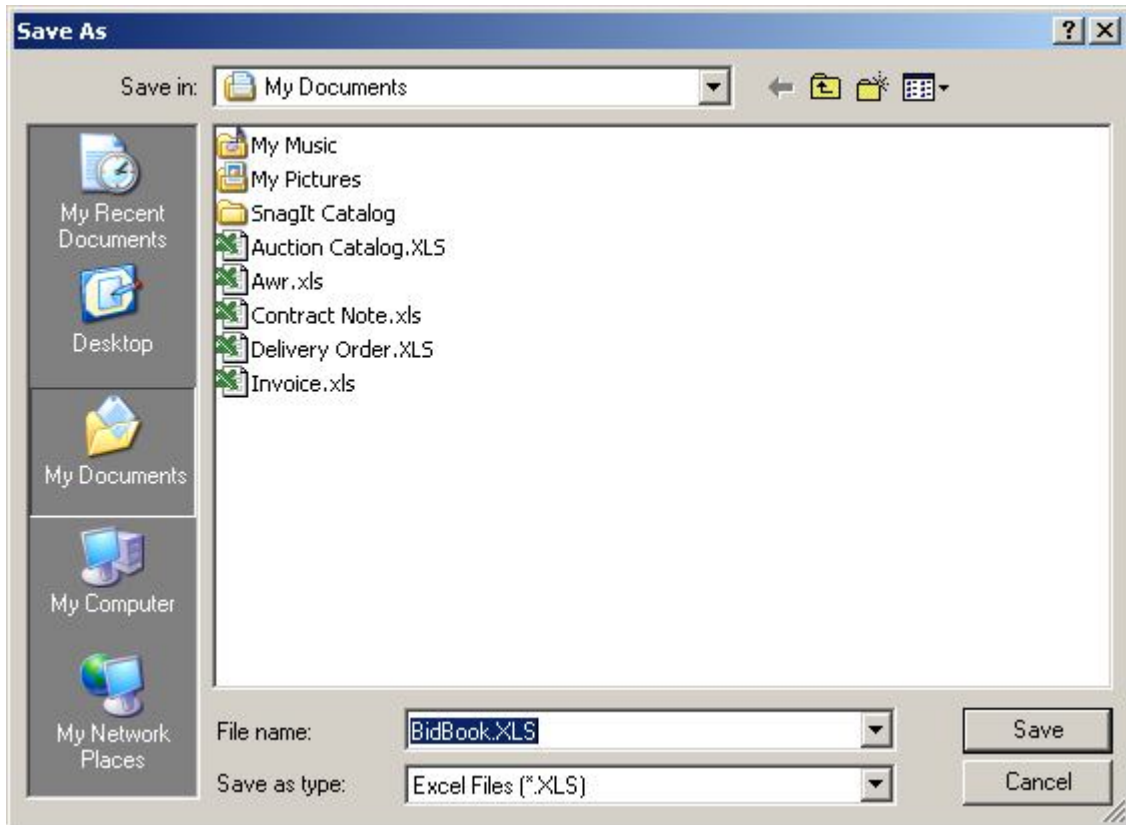 Save As
Save in: My Documents
My Recent
Documents
Desktop
My Documents
My Computer
My Network
Places
My Music
My Pictures
SnagIt Catalog
Auction Catalog.XLS
Awr.xls
Contract Note.xls
Delivery Order.XLS
Invoice.xls
File name: BidBook.XLS Save
Save as type: Excel Files (*.XLS) Cancel